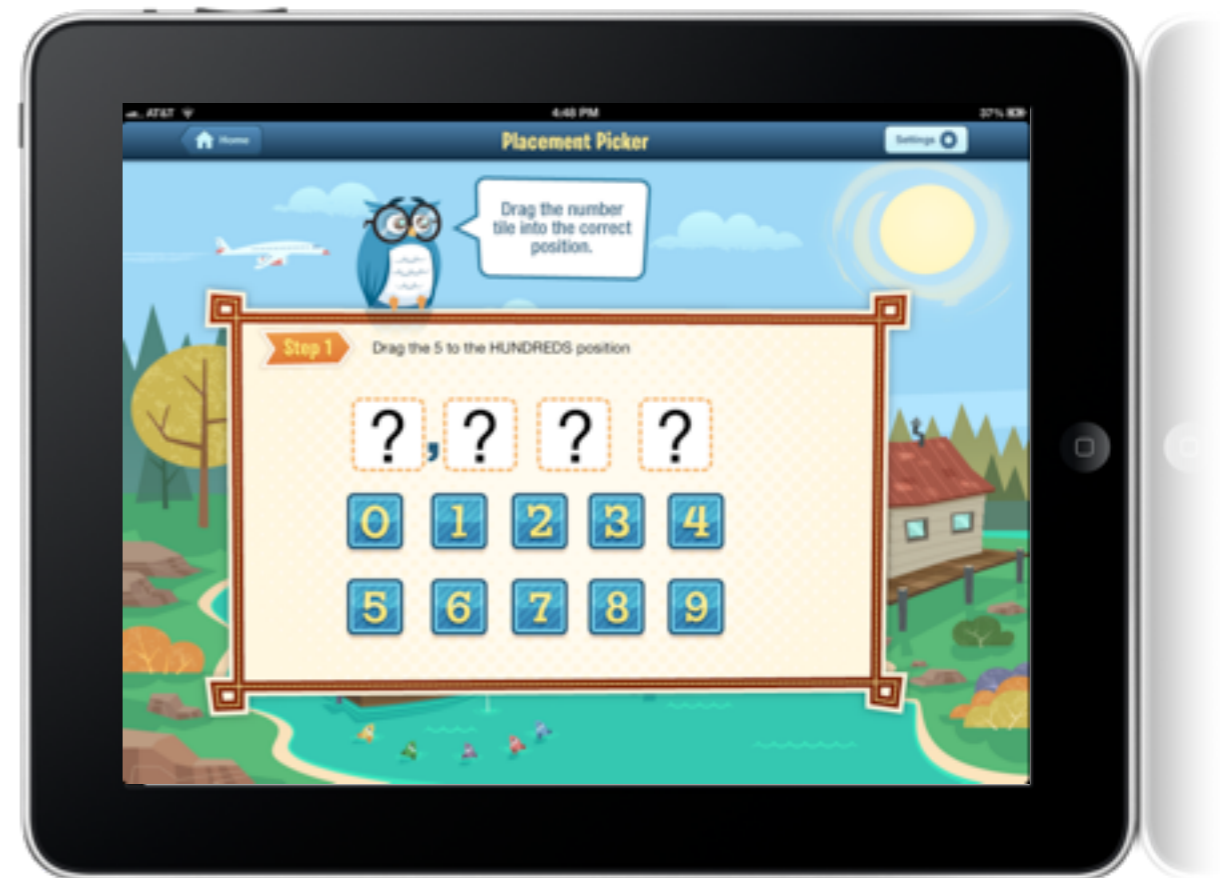 AT&T 4:48 PM 37%
Home Placement Picker Settings
Drag the number
tile into the correct
position.
Step 1 Drag the 5 to the HUNDREDS position
? , ? ? ?
0 1 2 3 4
5 6 7 8 9